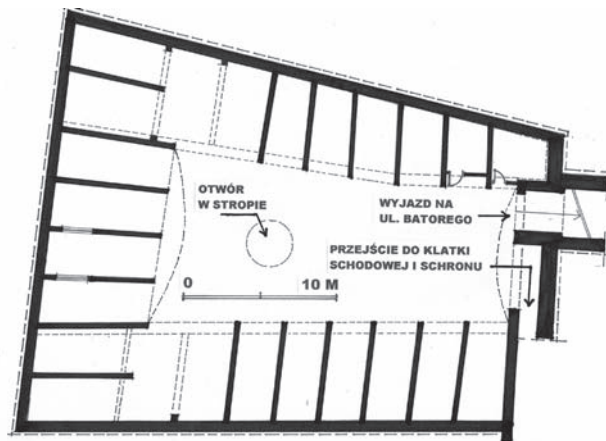 OTWÓR
W STROPIE
WYJAZD NA
UL. BATOREGO
PRZEJŚCIE DO KLATKI
SCHODOWEJ I SCHRONU
0 10 M